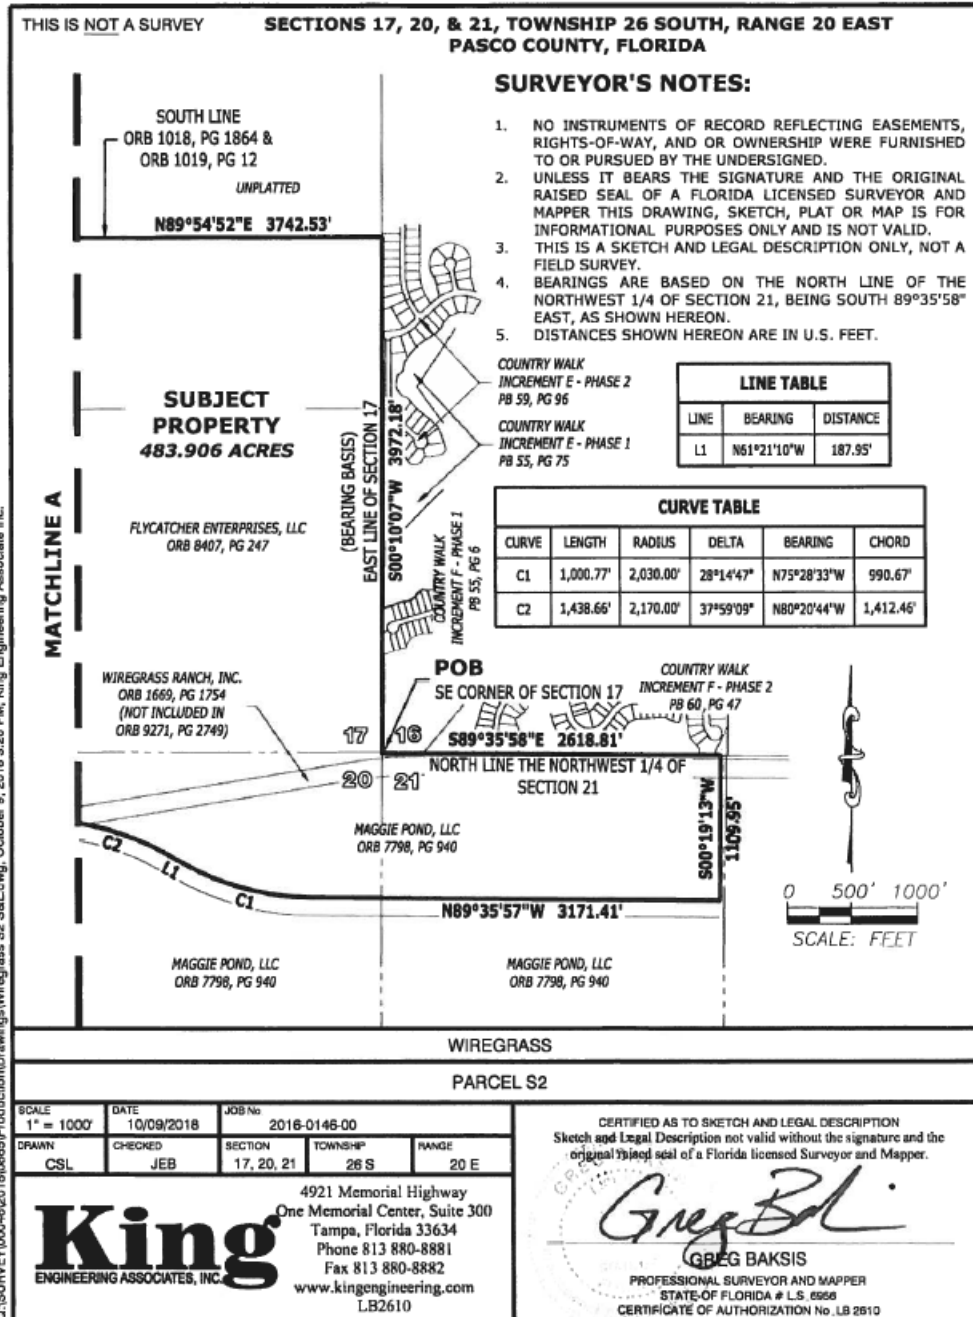 THIS IS NOT A SURVEY
SECTIONS 17, 20, & 21, TOWNSHIP 26 SOUTH, RANGE 20 EAST
PASCO COUNTY, FLORIDA
SURVEYOR'S NOTES:
1. NO INSTRUMENTS OF RECORD REFLECTING EASEMENTS,
RIGHTS-OF-WAY, AND OR OWNERSHIP WERE FURNISHED
TO OR PURSUED BY THE UNDERSIGNED.
2. UNLESS IT BEARS THE SIGNATURE AND THE ORIGINAL
RAISED SEAL OF A FLORIDA LICENSED SURVEYOR AND
MAPPER THIS DRAWING, SKETCH, PLAT OR MAP IS FOR
INFORMATIONAL PURPOSES ONLY AND IS NOT VALID.
3. THIS IS A SKETCH AND LEGAL DESCRIPTION ONLY, NOT A
FIELD SURVEY.
4. BEARINGS ARE BASED ON THE NORTH LINE OF THE
NORTHWEST 1/4 OF SECTION 21, BEING SOUTH 89°35'58"
EAST, AS SHOWN HEREON.
5. DISTANCES SHOWN HEREON ARE IN U.S. FEET.
SOUTH LINE
ORB 1018, PG 1864 &
ORB 1019, PG 12
UNPLATTED
N89°54'52"E 3742.53'
SUBJECT
PROPERTY
483.906 ACRES
FLYCATCHER ENTERPRISES, LLC
ORB 8407, PG 247
MATCHLINE A
(BEARING BASIS)
EAST LINE OF SECTION 17
S00°10'07"W 3972.18'
COUNTRY WALK
INCREMENT E - PHASE 2
PB 59, PG 96
COUNTRY WALK
INCREMENT E - PHASE 1
PB 55, PG 75
COUNTRY WALK
INCREMENT F - PHASE 1
PB 55, PG 6
LINE TABLE
LINE BEARING DISTANCE
L1 N61°21'10"W 187.95'
CURVE TABLE
CURVE LENGTH RADIUS DELTA BEARING CHORD
C1 1,000.77' 2,030.00' 28°14'47" N75°28'33"W 990.67'
C2 1,438.66' 2,170.00' 37°59'09" N80°20'44"W 1,412.46'
WIREGRASS RANCH, INC.
ORB 1669, PG 1754
(NOT INCLUDED IN
ORB 9271, PG 2749)
POB
SE CORNER OF SECTION 17
COUNTRY WALK
INCREMENT F - PHASE 2
PB 60, PG 47
17 16
20 21
S89°35'58"E 2618.81'
NORTH LINE THE NORTHWEST 1/4 OF
SECTION 21
S00°19'13"W
1109.95'
MAGGIE POND, LLC
ORB 7798, PG 940
C2
L1
C1
N89°35'57"W 3171.41'
0 500' 1000'
SCALE: FEET
MAGGIE POND, LLC
ORB 7798, PG 940
MAGGIE POND, LLC
ORB 7798, PG 940
WIREGRASS
PARCEL S2
SCALE
1" = 1000'
DATE
10/09/2018
JOB No
2016-0146-00
DRAWN
CSL
CHECKED
JEB
SECTION
17, 20, 21
TOWNSHIP
26 S
RANGE
20 E
King
ENGINEERING ASSOCIATES, INC.
4921 Memorial Highway
One Memorial Center, Suite 300
Tampa, Florida 33634
Phone 813 880-8881
Fax 813 880-8882
www.kingengineering.com
LB2610
CERTIFIED AS TO SKETCH AND LEGAL DESCRIPTION
Sketch and Legal Description not valid without the signature and the
original raised seal of a Florida licensed Surveyor and Mapper.
GREG BAKSIS
PROFESSIONAL SURVEYOR AND MAPPER
STATE OF FLORIDA # L.S. 6956
CERTIFICATE OF AUTHORIZATION No. LB 2610